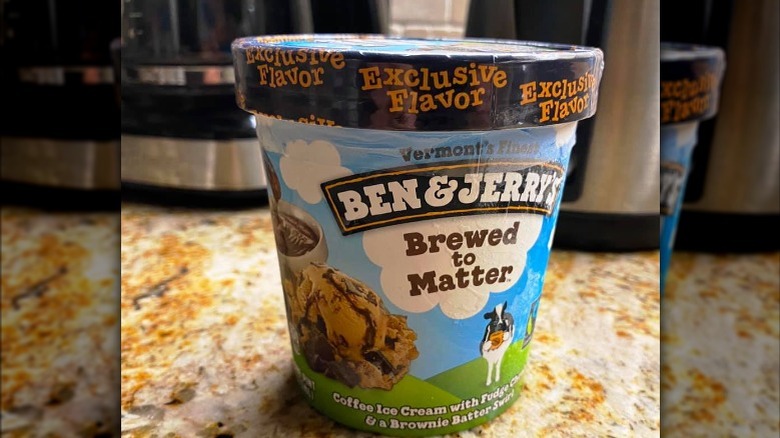 Exclusive Flavor Exclusive Flavor Exclusive Flavor
Vermont's Finest
BEN & JERRY'S
Brewed
to
Matter™
Coffee Ice Cream with Fudge
& a Brownie Batter Swirl